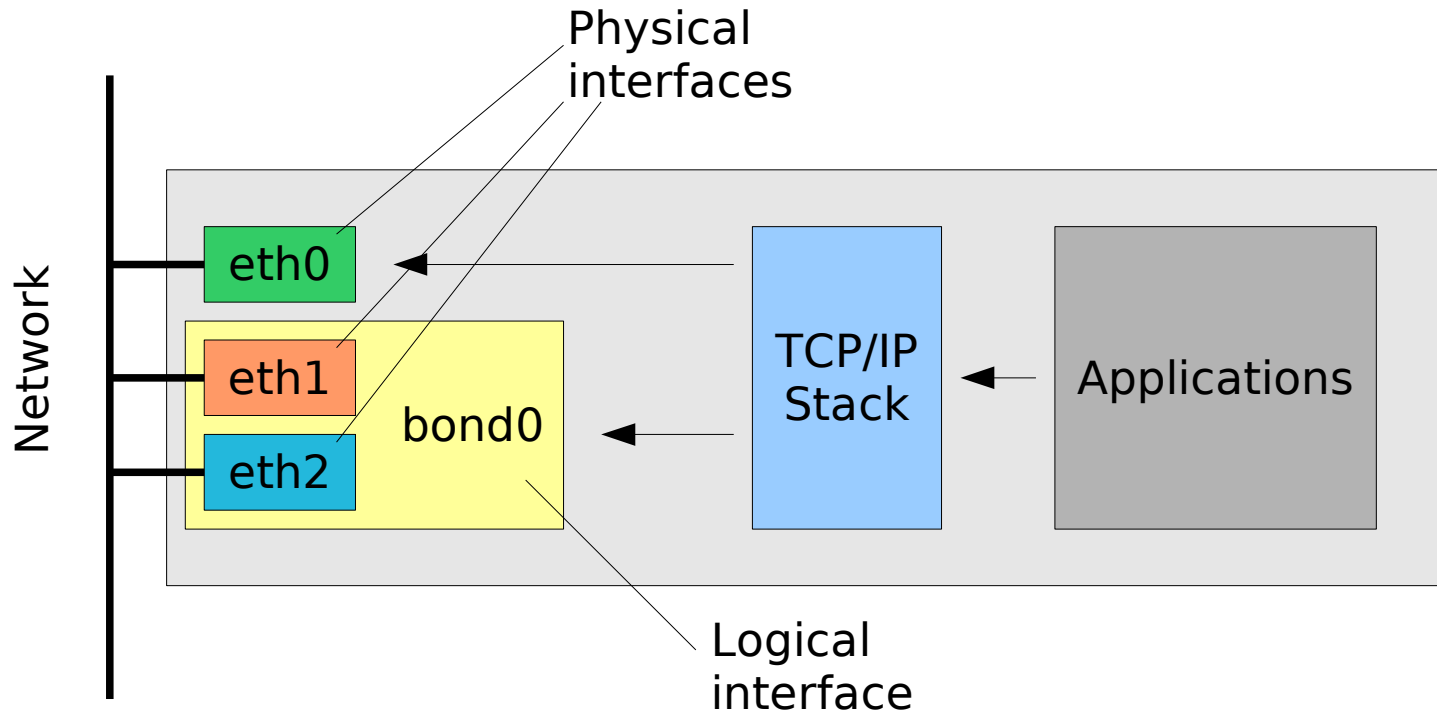 Physical
interfaces
Network
eth0
eth1
eth2
bond0
TCP/IP
Stack
Applications
Logical
interface